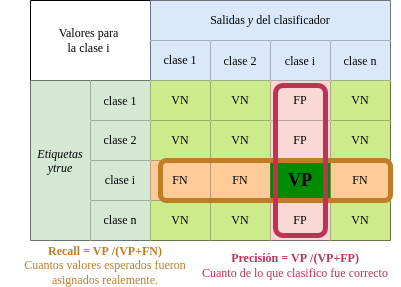 Valores para
la clase i
Salidas y del clasificador
clase 1 clase 2 clase i clase n
Etiquetas
ytrue
clase 1 VN VN FP VN
clase 2 VN VN FP VN
clase i FN FN VP FN
clase n VN VN FP VN
Recall = VP /(VP+FN)
Cuantos valores esperados fueron
asignados realemente.
Precisión = VP /(VP+FP)
Cuanto de lo que clasifico fue correcto